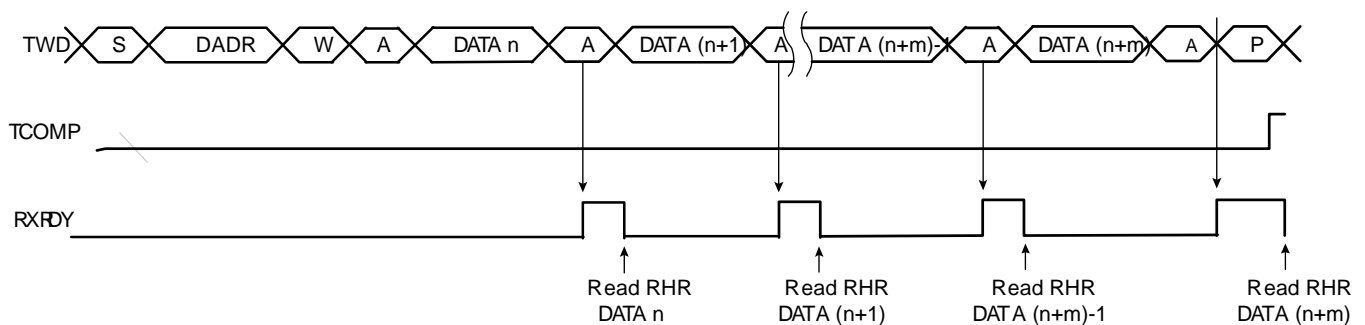 TWD S DADR W A DATA n A DATA (n+1) A DATA (n+m)-1 A DATA (n+m) A P
TCOMP
RXRDY
Read RHR Read RHR Read RHR Read RHR
DATA n DATA (n+1) DATA (n+m)-1 DATA (n+m)